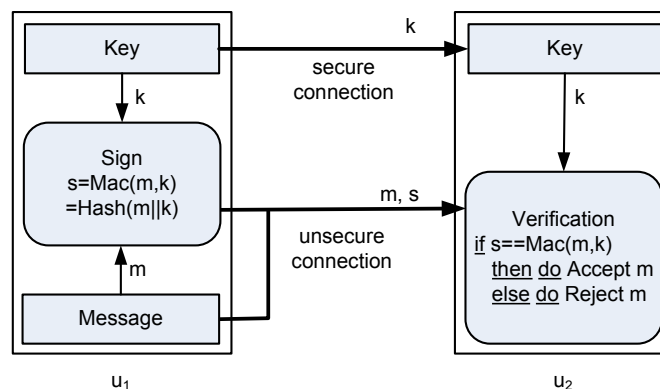 Key
k
Key
secure
connection
k
k
Sign
s=Mac(m,k)
=Hash(m||k)
m, s
unsecure
connection
Verification
if s==Mac(m,k)
then do Accept m
else do Reject m
m
Message
u1
u2